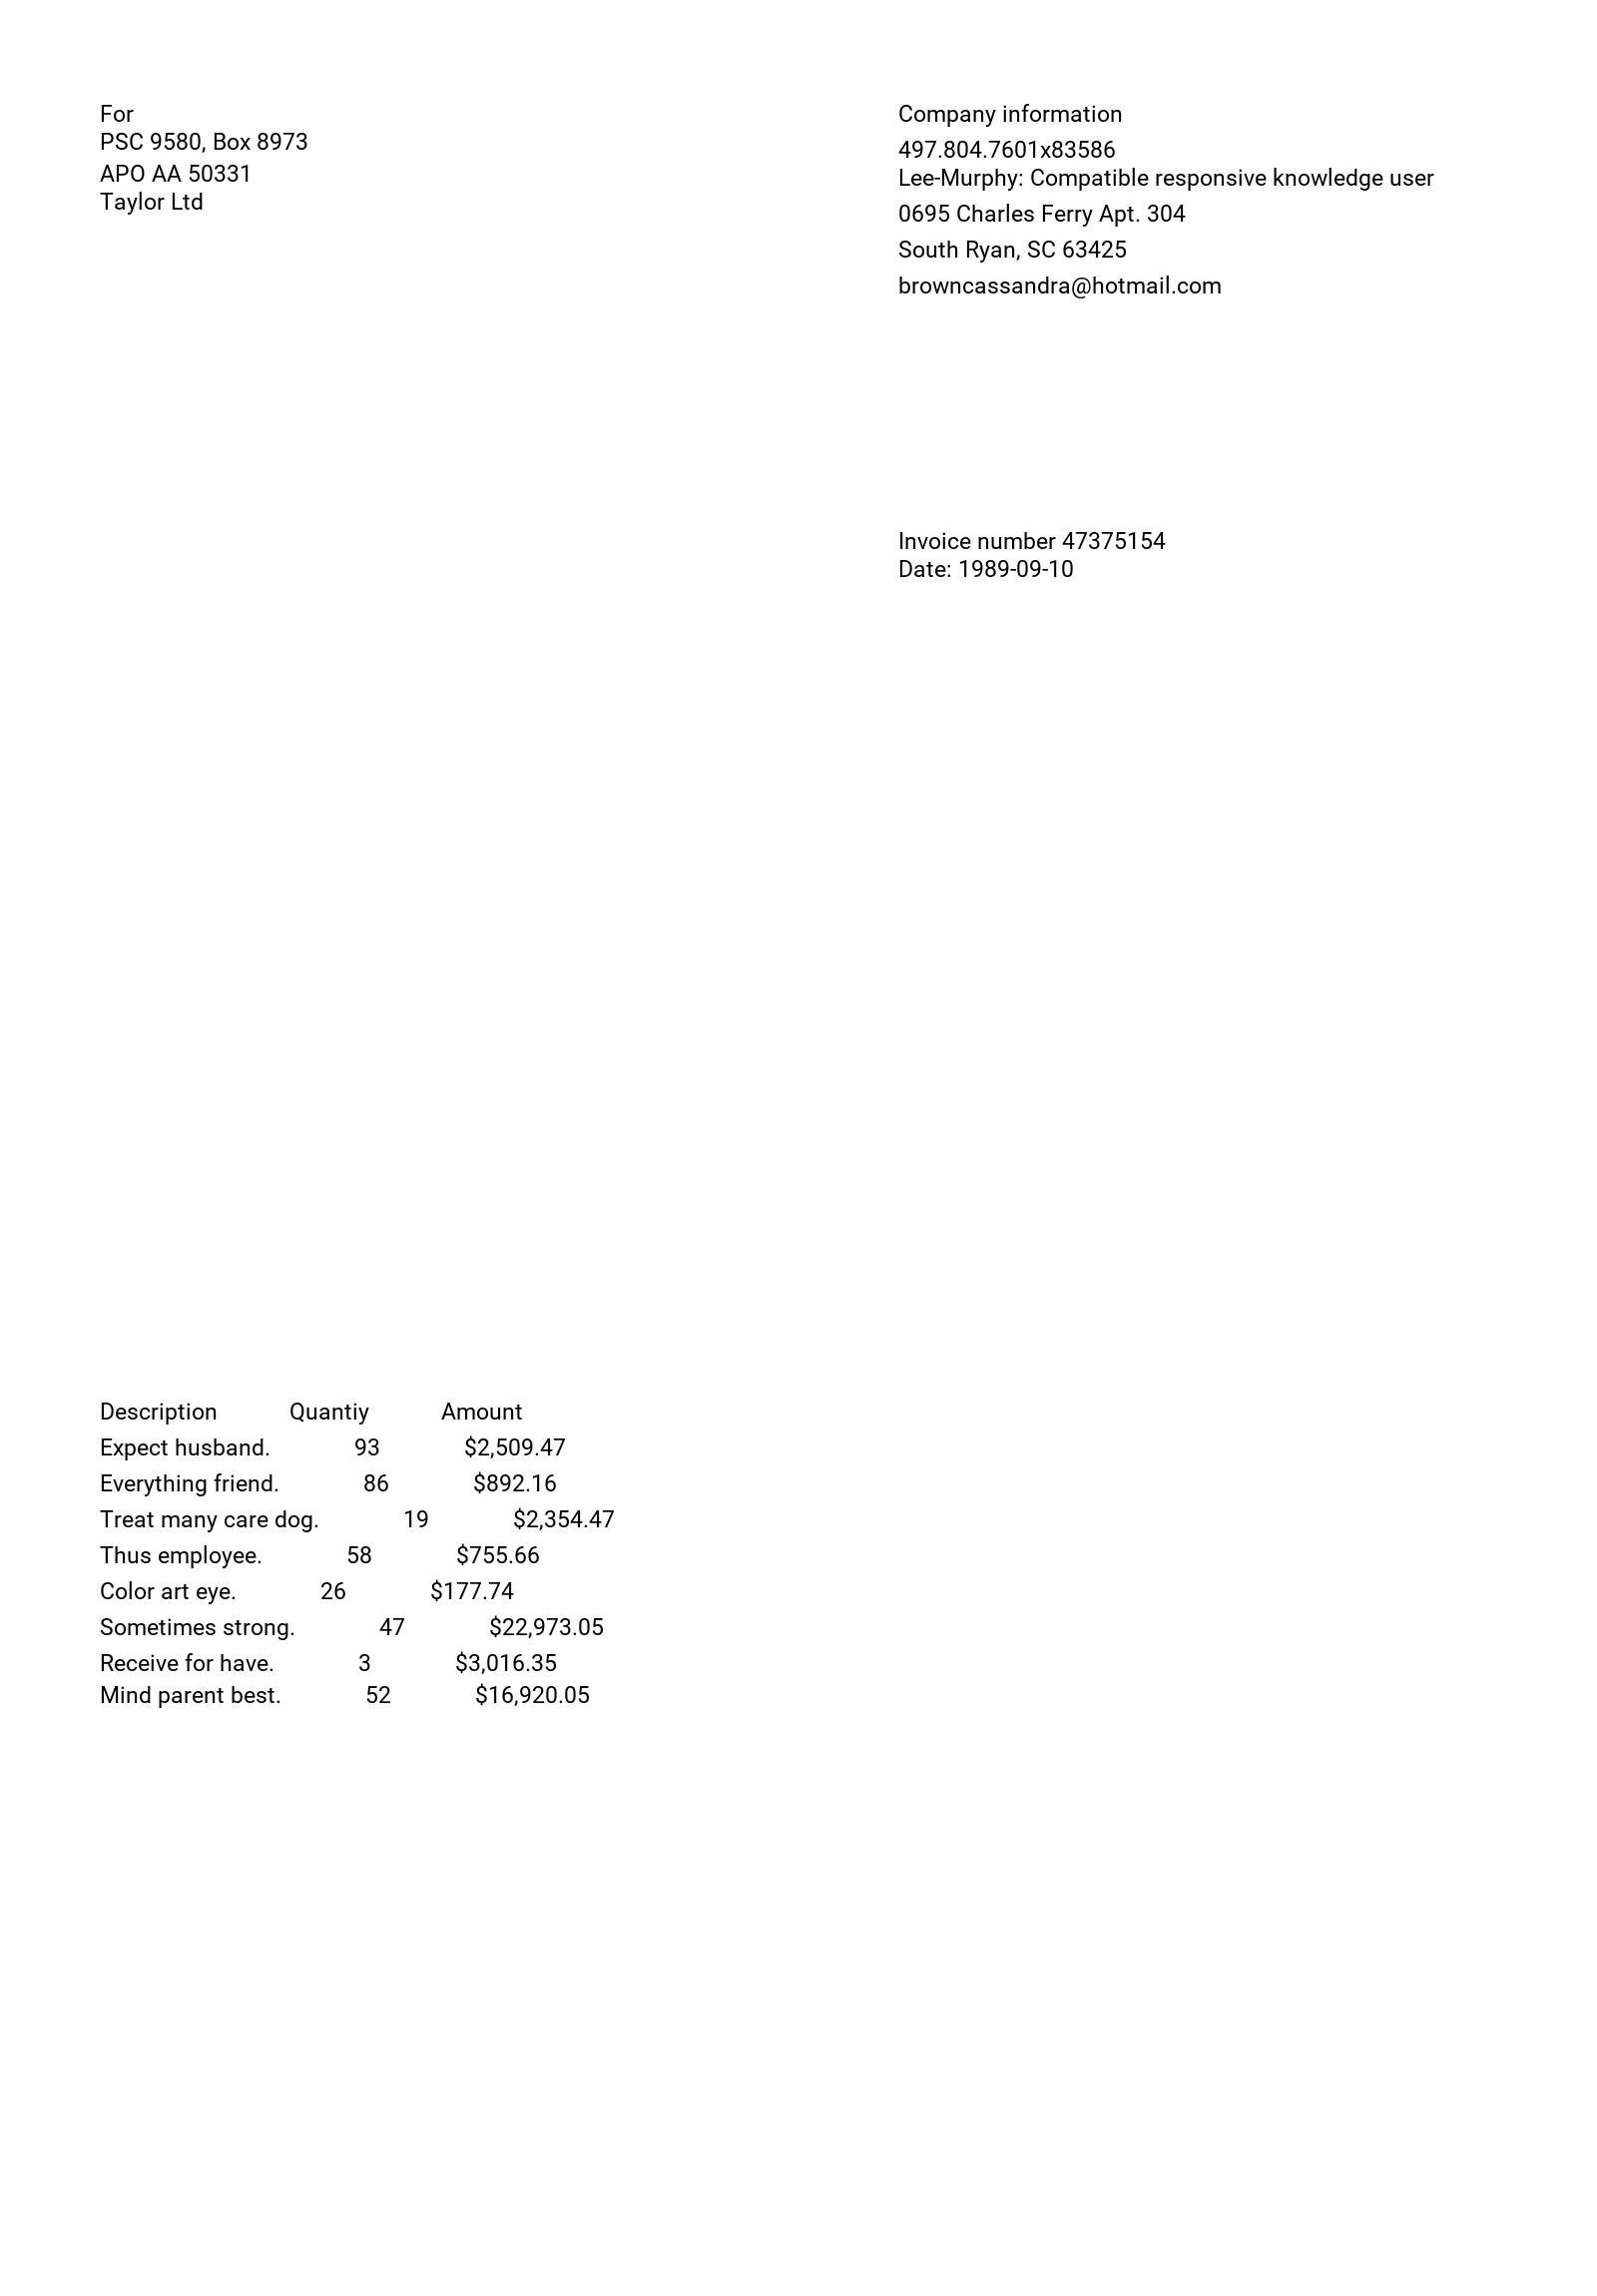 For
PSC 9580, Box 8973
APO AA 50331
Taylor Ltd
Company information
497.804.7601x83586
Lee-Murphy: Compatible responsive knowledge user
0695 Charles Ferry Apt. 304
South Ryan, SC 63425
browncassandra@hotmail.com
Invoice number 47375154
Date: 1989-09-10
Description Quantiy Amount
Expect husband. 93 $2,509.47
Everything friend. 86 $892.16
Treat many care dog. 19 $2,354.47
Thus employee. 58 $755.66
Color art eye. 26 $177.74
Sometimes strong. 47 $22,973.05
Receive for have. 3 $3,016.35
Mind parent best. 52 $16,920.05